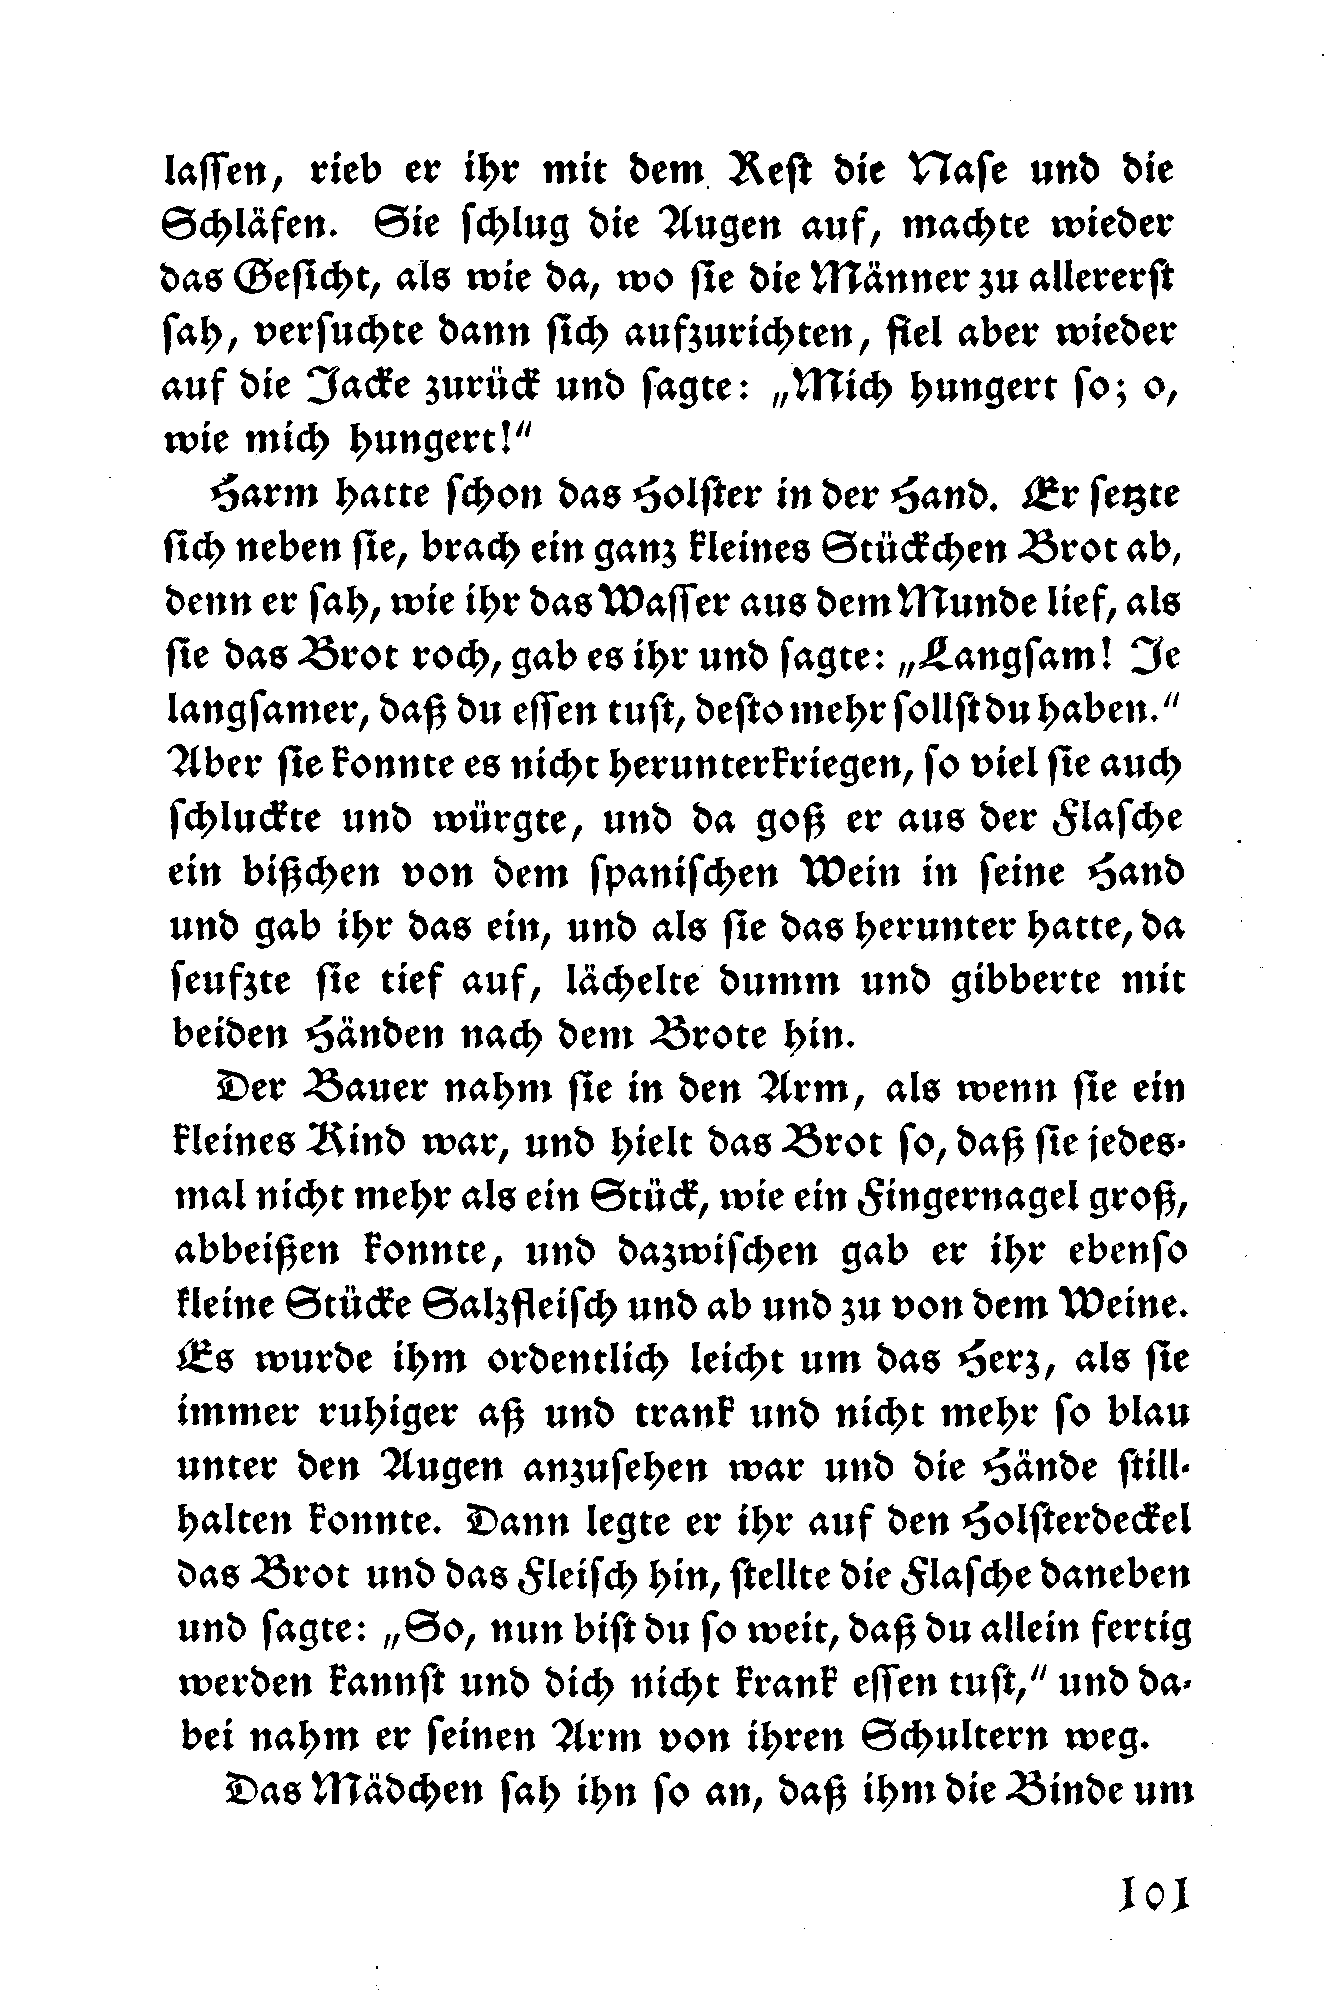 lassen, rieb er ihr mit dem Rest die Nase und die
Schläfen. Sie schlug die Augen auf, machte wieder
das Gesicht, als wie da, wo sie die Männer zu allererst
sah, versuchte dann sich aufzurichten, fiel aber wieder
auf die Jacke zurück und sagte: „Mich hungert so; o,
wie mich hungert!“
Harm hatte schon das Holster in der Hand. Er setzte
sich neben sie, brach ein ganz kleines Stückchen Brot ab,
denn er sah, wie ihr das Wasser aus dem Munde lief, als
sie das Brot roch, gab es ihr und sagte: „Langsam! Je
langsamer, daß du essen tust, desto mehr sollst du haben.“
Aber sie konnte es nicht herunterkriegen, so viel sie auch
schluckte und würgte, und da goß er aus der Flasche
ein bißchen von dem spanischen Wein in seine Hand
und gab ihr das ein, und als sie das herunter hatte, da
seufzte sie tief auf, lächelte dumm und gibberte mit
beiden Händen nach dem Brote hin.
Der Bauer nahm sie in den Arm, als wenn sie ein
kleines Kind war, und hielt das Brot so, daß sie jedes-
mal nicht mehr als ein Stück, wie ein Fingernagel groß,
abbeißen konnte, und dazwischen gab er ihr ebenso
kleine Stücke Salzfleisch und ab und zu von dem Weine.
Es wurde ihm ordentlich leicht um das Herz, als sie
immer ruhiger aß und trank und nicht mehr so blau
unter den Augen anzusehen war und die Hände still-
halten konnte. Dann legte er ihr auf den Holsterdeckel
das Brot und das Fleisch hin, stellte die Flasche daneben
und sagte: „So, nun bist du so weit, daß du allein fertig
werden kannst und dich nicht krank essen tust,“ und da-
bei nahm er seinen Arm von ihren Schultern weg.
Das Mädchen sah ihn so an, daß ihm die Binde um
101